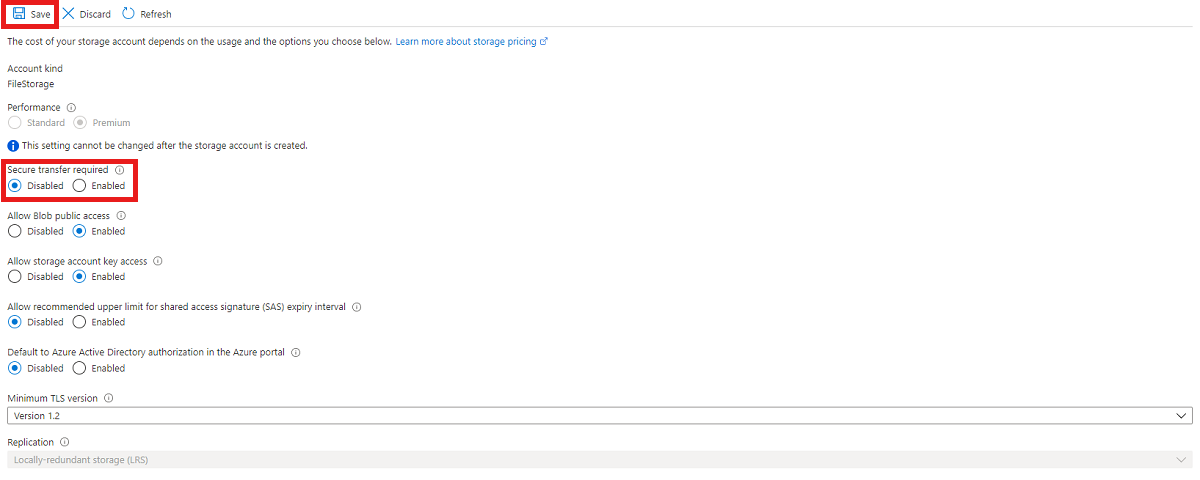 Save Discard Refresh
The cost of your storage account depends on the usage and the options you choose below. Learn more about storage pricing
Account kind
FileStorage
Performance
Standard Premium
This setting cannot be changed after the storage account is created.
Secure transfer required
Disabled Enabled
Allow Blob public access
Disabled Enabled
Allow storage account key access
Disabled Enabled
Allow recommended upper limit for shared access signature (SAS) expiry interval
Disabled Enabled
Default to Azure Active Directory authorization in the Azure portal
Disabled Enabled
Minimum TLS version
Version 1.2
Replication
Locally-redundant storage (LRS)